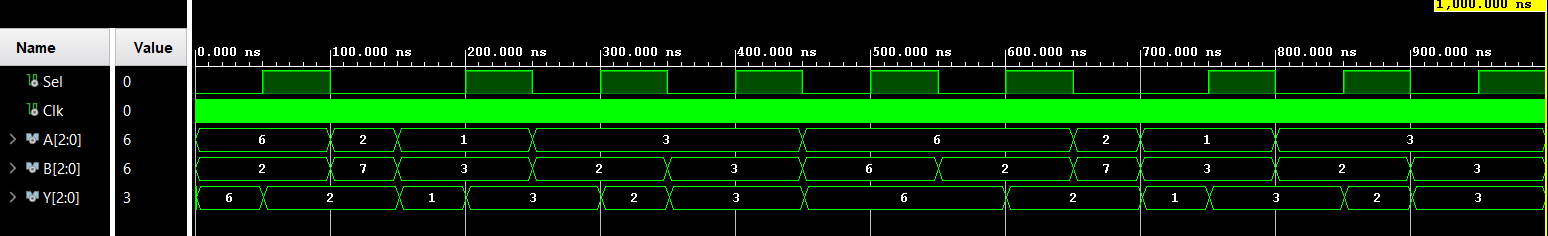 1,000.000 ns
Name Value 0.000 ns 100.000 ns 200.000 ns 300.000 ns 400.000 ns 500.000 ns 600.000 ns 700.000 ns 800.000 ns 900.000 ns
Sel 0
Clk 0
A[2:0] 6 6 2 1 3 6 2 1 3
B[2:0] 6 2 7 3 2 3 6 2 7 3 2 3
Y[2:0] 3 6 2 1 3 2 3 6 2 1 3 2 3